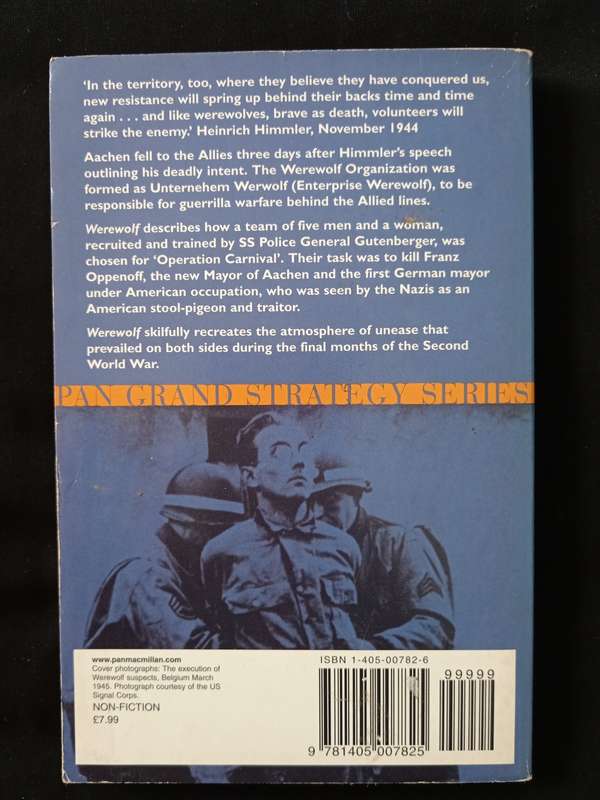 ‘In the territory, too, where they believe they have conquered us,
new resistance will spring up behind their backs time and time
again . . . and like werewolves, brave as death, volunteers will
strike the enemy.’ Heinrich Himmler, November 1944
Aachen fell to the Allies three days after Himmler’s speech
outlining his deadly intent. The Werewolf Organization was
formed as Unternehem Werwolf (Enterprise Werewolf), to be
responsible for guerrilla warfare behind the Allied lines.
Werewolf describes how a team of five men and a woman,
recruited and trained by SS Police General Gutenberger, was
chosen for ‘Operation Carnival’. Their task was to kill Franz
Oppenoff, the new Mayor of Aachen and the first German mayor
under American occupation, who was seen by the Nazis as an
American stool-pigeon and traitor.
Werewolf skilfully recreates the atmosphere of unease that
prevailed on both sides during the final months of the Second
World War.
PAN GRAND STRATEGY SERIES
www.panmacmillan.com
Cover photographs: The execution of
Werewolf suspects, Belgium March
1945. Photograph courtesy of the US
Signal Corps.
NON-FICTION
£7.99
ISBN 1-405-00782-6
99999
9 781405 007825